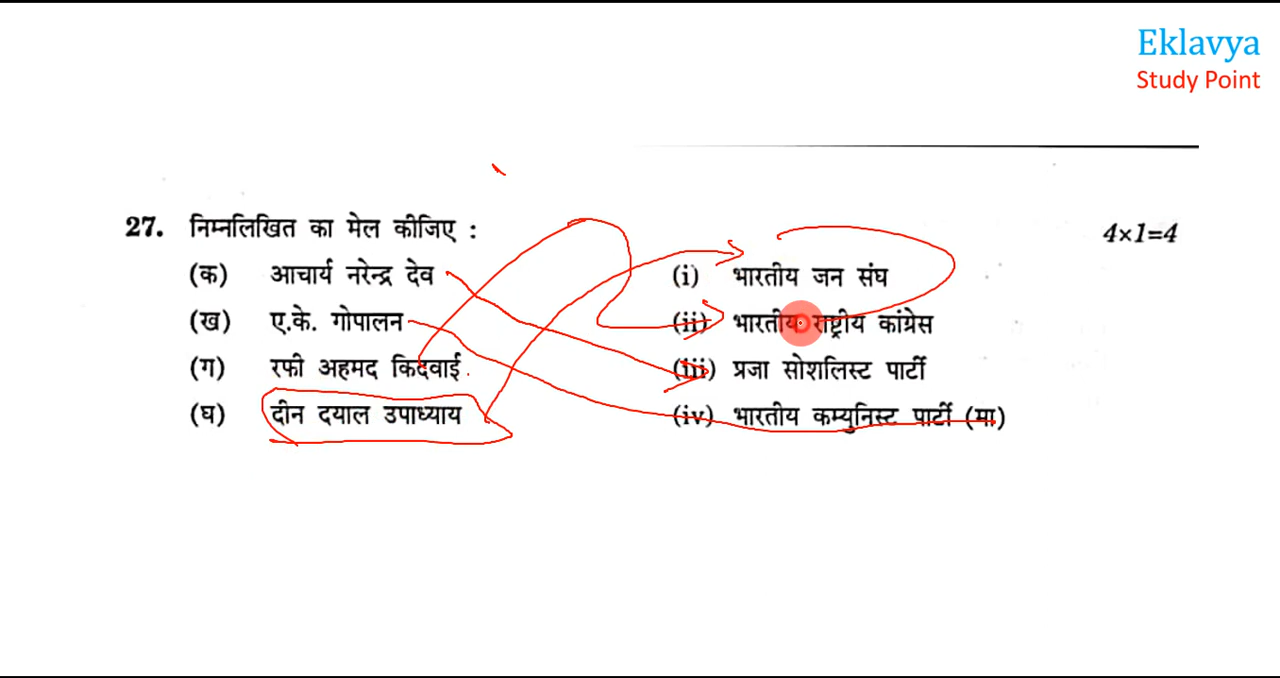 Eklavya
Study Point
27. निम्नलिखित का मेल कीजिए : 4×1=4
(क) आचार्य नरेन्द्र देव (i) भारतीय जन संघ
(ख) ए.के. गोपालन (ii) भारतीय राष्ट्रीय कांग्रेस
(ग) रफी अहमद किदवाई. (iii) प्रजा सोशलिस्ट पार्टी
(घ) दीन दयाल उपाध्याय (iv) भारतीय कम्युनिस्ट पार्टी (मा)